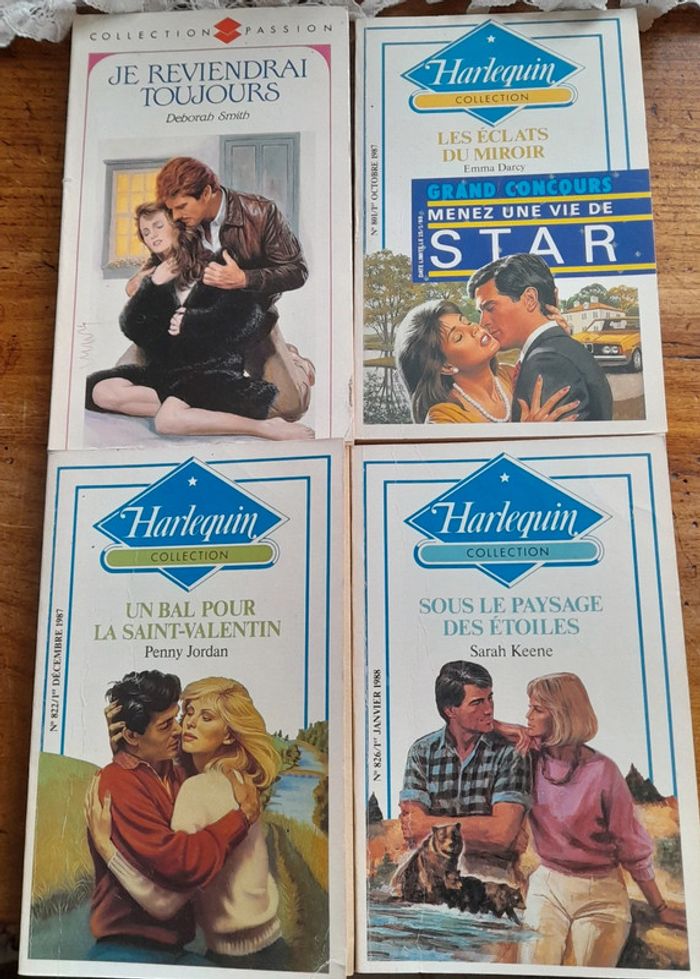 COLLECTION PASSION
JE REVIENDRAI
TOUJOURS
Deborah Smith
Harlequin
COLLECTION
LES ÉCLATS
DU MIROIR
Emma Darcy
N° 801/1er OCTOBRE 1987
GRAND CONCOURS
MENEZ UNE VIE DE
STAR
Harlequin
COLLECTION
UN BAL POUR
LA SAINT-VALENTIN
Penny Jordan
N° 822/1er DÉCEMBRE 1987
Harlequin
COLLECTION
SOUS LE PAYSAGE
DES ÉTOILES
Sarah Keene
N° 826/1er JANVIER 1988